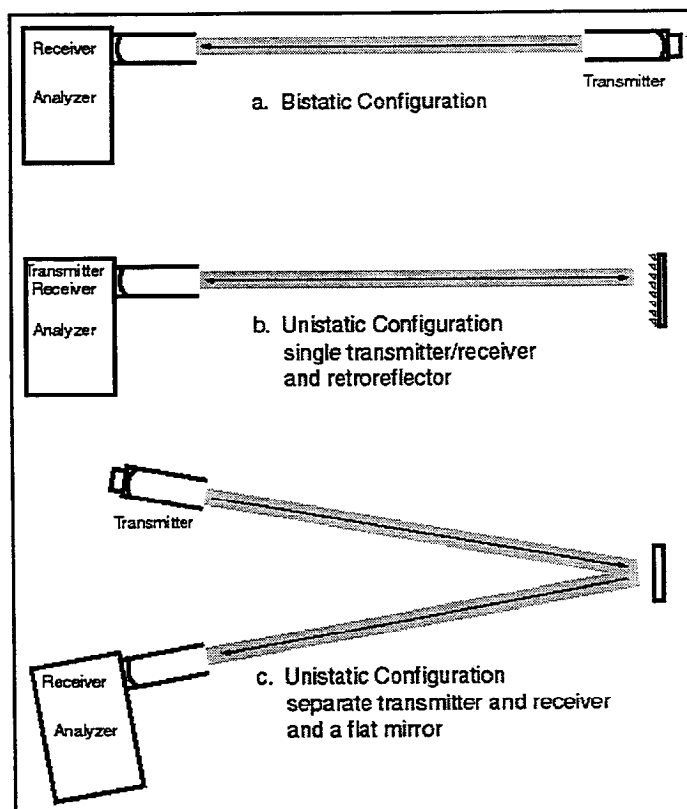 Receiver
Analyzer
Transmitter
a. Bistatic Configuration
Transmitter
Receiver
Analyzer
b. Unistatic Configuration
single transmitter/receiver
and retroreflector
Transmitter
Receiver
Analyzer
c. Unistatic Configuration
separate transmitter and receiver
and a flat mirror